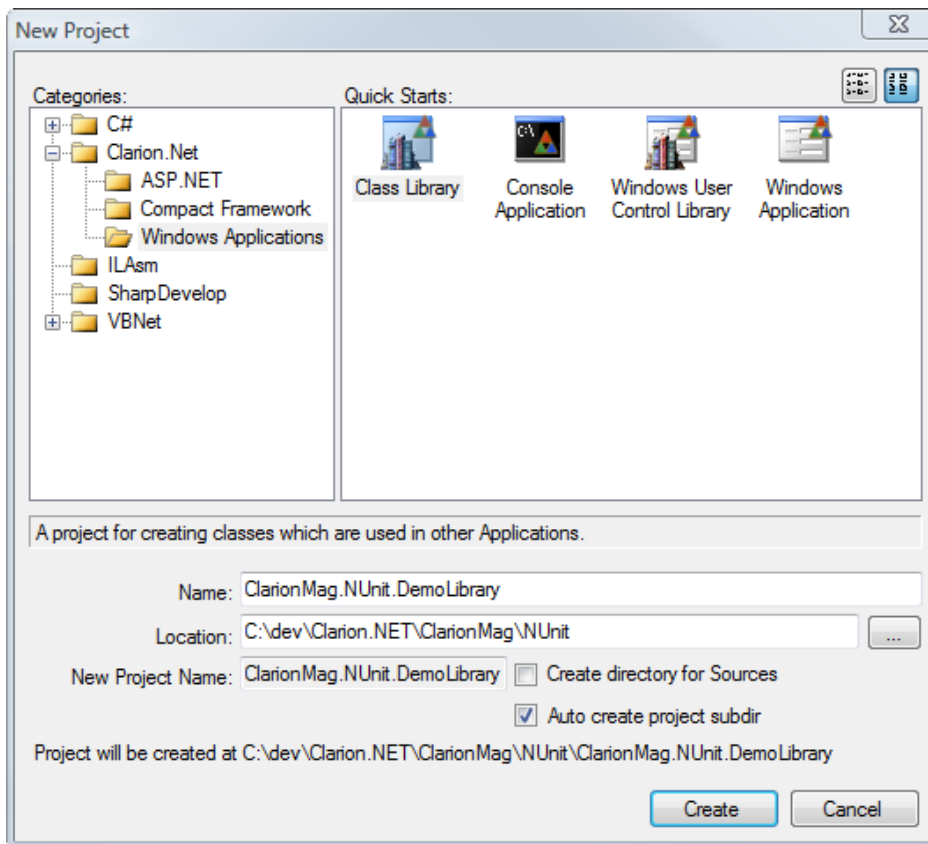 New Project
Categories:
C#
Clarion.Net
ASP.NET
Compact Framework
Windows Applications
ILAsm
SharpDevelop
VBNet
Quick Starts:
Class Library
Console
Application
Windows User
Control Library
Windows
Application
A project for creating classes which are used in other Applications.
Name: ClarionMag.NUnit.DemoLibrary
Location: C:\dev\Clarion.NET\ClarionMag\NUnit ...
New Project Name: ClarionMag.NUnit.DemoLibrary Create directory for Sources
Auto create project subdir
Project will be created at C:\dev\Clarion.NET\ClarionMag\NUnit\ClarionMag.NUnit.DemoLibrary
Create Cancel